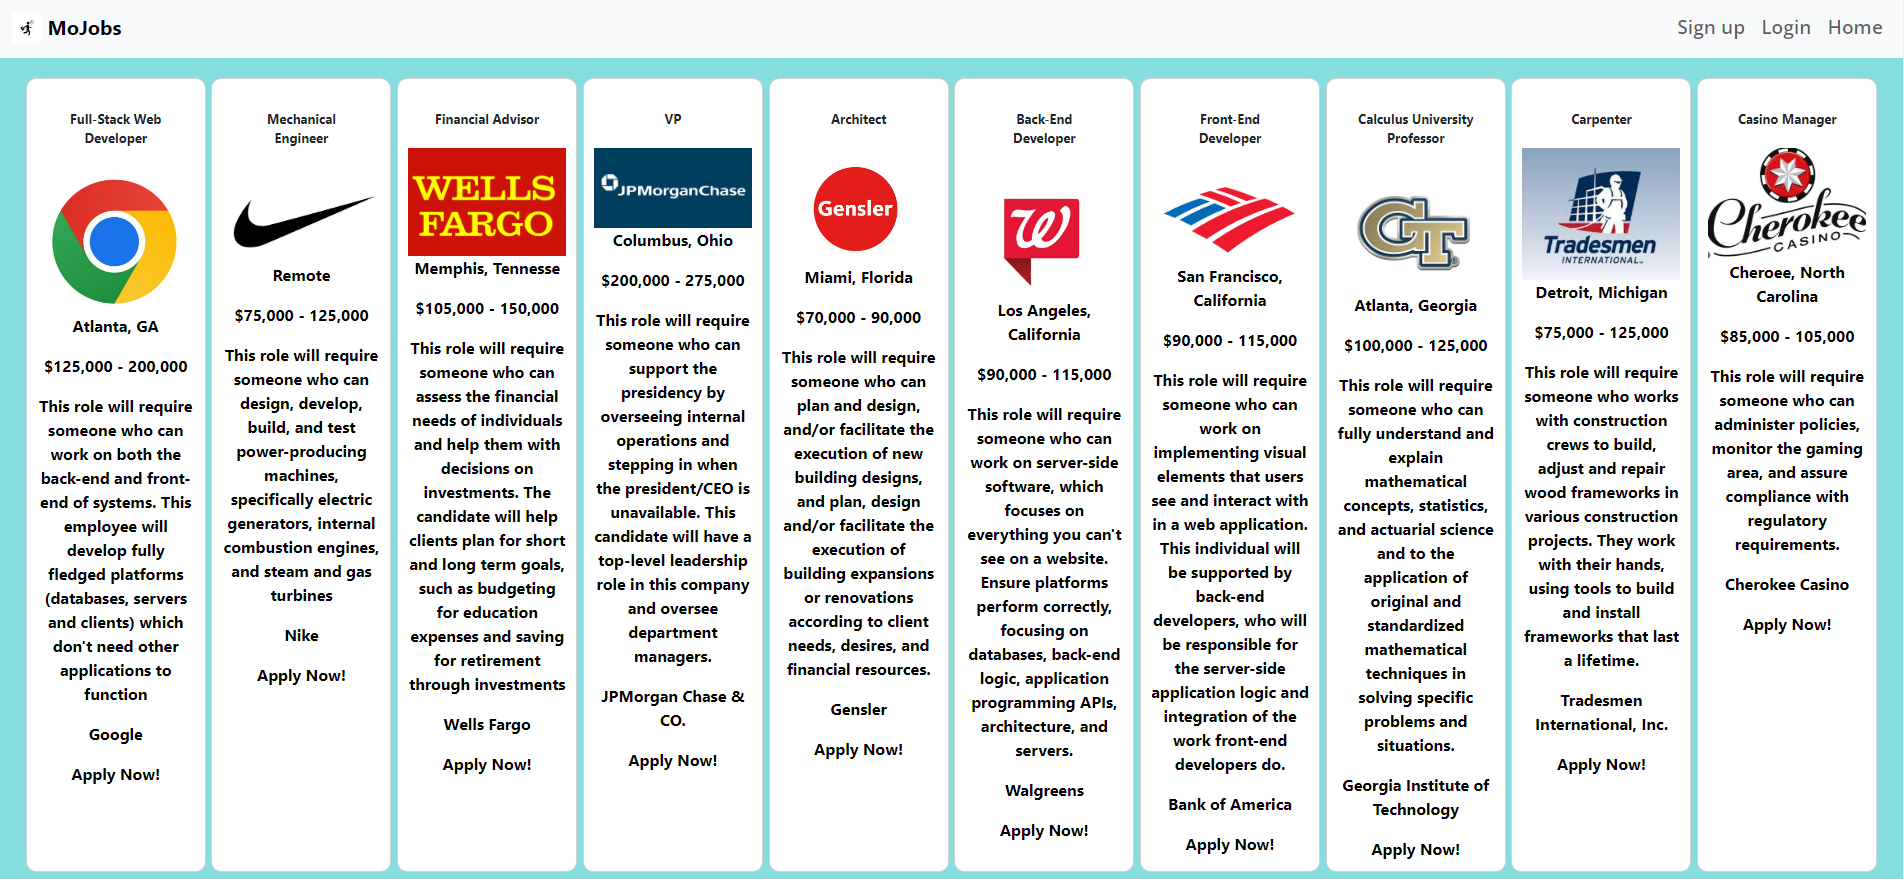 MoJobs
Sign up Login Home
Full-Stack Web
Developer
Atlanta, GA
$125,000 - 200,000
This role will require
someone who can
work on both the
back-end and front-
end of systems. This
employee will
develop fully
fledged platforms
(databases, servers
and clients) which
don't need other
applications to
function
Google
Apply Now!
Mechanical
Engineer
Remote
$75,000 - 125,000
This role will require
someone who can
design, develop,
build, and test
power-producing
machines,
specifically electric
generators, internal
combustion engines,
and steam and gas
turbines
Nike
Apply Now!
Financial Advisor
WELLS
FARGO
Memphis, Tennesse
$105,000 - 150,000
This role will require
someone who can
assess the financial
needs of individuals
and help them with
decisions on
investments. The
candidate will help
clients plan for short
and long term goals,
such as budgeting
for education
expenses and saving
for retirement
through investments
Wells Fargo
Apply Now!
VP
JPMorganChase
Columbus, Ohio
$200,000 - 275,000
This role will require
someone who can
support the
presidency by
overseeing internal
operations and
stepping in when
the president/CEO is
unavailable. This
candidate will have a
top-level leadership
role in this company
and oversee
department
managers.
JPMorgan Chase &
CO.
Apply Now!
Architect
Gensler
Miami, Florida
$70,000 - 90,000
This role will require
someone who can
plan and design,
and/or facilitate the
execution of new
building designs,
and plan, design
and/or facilitate the
execution of
building expansions
or renovations
according to client
needs, desires, and
financial resources.
Gensler
Apply Now!
Back-End
Developer
W
Los Angeles,
California
$90,000 - 115,000
This role will require
someone who can
work on server-side
software, which
focuses on
everything you can't
see on a website.
Ensure platforms
perform correctly,
focusing on
databases, back-end
logic, application
programming APIs,
architecture, and
servers.
Walgreens
Apply Now!
Front-End
Developer
San Francisco,
California
$90,000 - 115,000
This role will require
someone who can
work on
implementing visual
elements that users
see and interact with
in a web application.
This individual will
be supported by
back-end
developers, who will
be responsible for
the server-side
application logic and
integration of the
work front-end
developers do.
Bank of America
Apply Now!
Calculus University
Professor
GT
Atlanta, Georgia
$100,000 - 125,000
This role will require
someone who can
fully understand and
explain
mathematical
concepts, statistics,
and actuarial science
and to the
application of
original and
standardized
mathematical
techniques in
solving specific
problems and
situations.
Georgia Institute of
Technology
Apply Now!
Carpenter
Tradesmen
INTERNATIONAL
Detroit, Michigan
$75,000 - 125,000
This role will require
someone who works
with construction
crews to build,
adjust and repair
wood frameworks in
various construction
projects. They work
with their hands,
using tools to build
and install
frameworks that last
a lifetime.
Tradesmen
International, Inc.
Apply Now!
Casino Manager
Cherokee
CASINO
Cheroee, North
Carolina
$85,000 - 105,000
This role will require
someone who can
administer policies,
monitor the gaming
area, and assure
compliance with
regulatory
requirements.
Cherokee Casino
Apply Now!